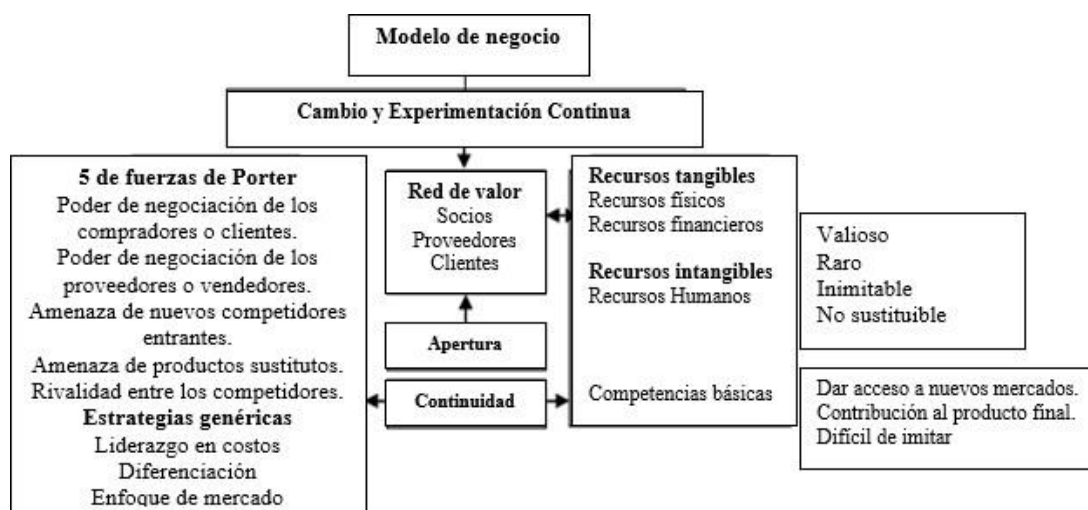 Modelo de negocio
Cambio y Experimentación Continua
5 de fuerzas de Porter
Poder de negociación de los
compradores o clientes.
Poder de negociación de los
proveedores o vendedores.
Amenaza de nuevos competidores
entrantes.
Amenaza de productos sustitutos.
Rivalidad entre los competidores.
Estrategias genéricas
Liderazgo en costos
Diferenciación
Enfoque de mercado
Red de valor
Socios
Proveedores
Clientes
Apertura
Continuidad
Recursos tangibles
Recursos físicos
Recursos financieros
Recursos intangibles
Recursos Humanos
Competencias básicas
Valioso
Raro
Inimitable
No sustituible
Dar acceso a nuevos mercados.
Contribución al producto final.
Difícil de imitar